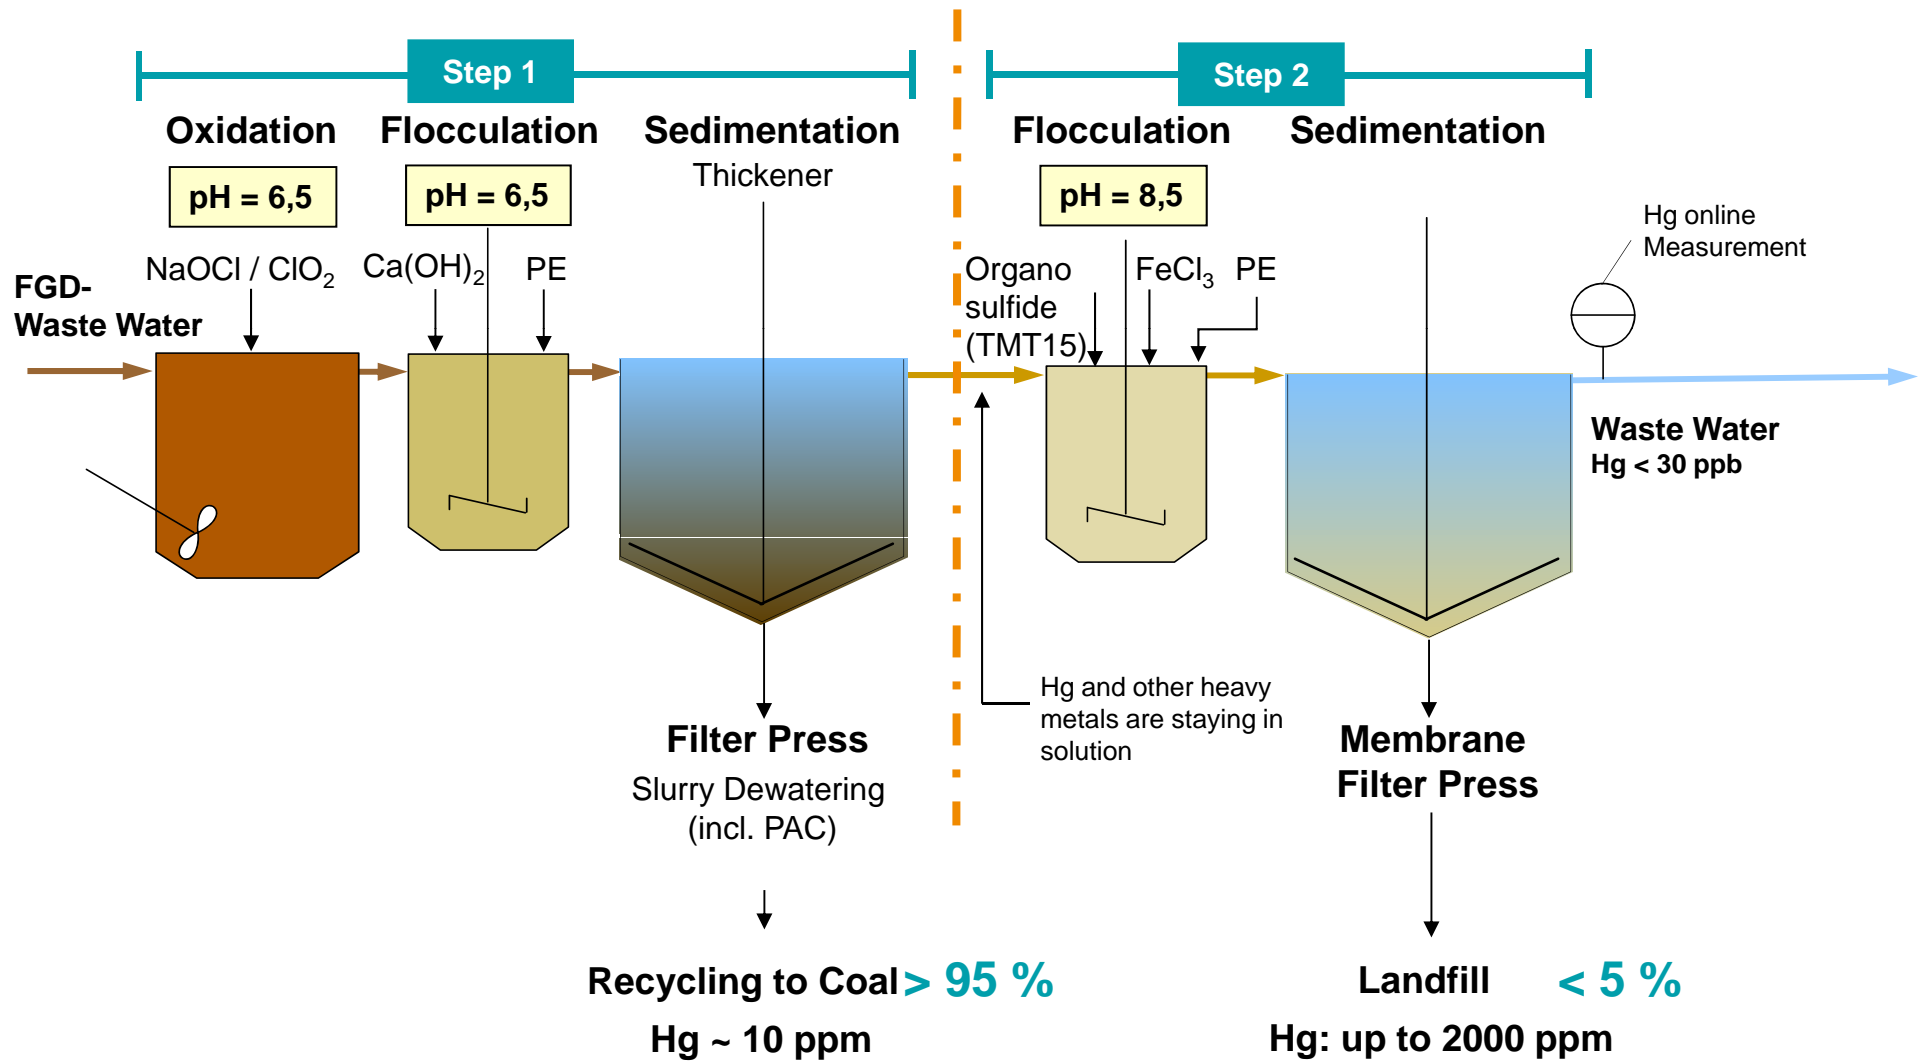 Step 1
Step 2
Oxidation
Flocculation
Sedimentation
Thickener
Flocculation
Sedimentation
pH = 6,5
pH = 6,5
pH = 8,5
Hg online
Measurement
NaOCl / ClO₂
Ca(OH)₂
PE
Organo
sulfide
(TMT15)
FeCl₃
PE
FGD-
Waste Water
Waste Water
Hg < 30 ppb
Hg and other heavy
metals are staying in
solution
Filter Press
Slurry Dewatering
(incl. PAC)
Membrane
Filter Press
Recycling to Coal > 95 %
Hg ~ 10 ppm
Landfill < 5 %
Hg: up to 2000 ppm